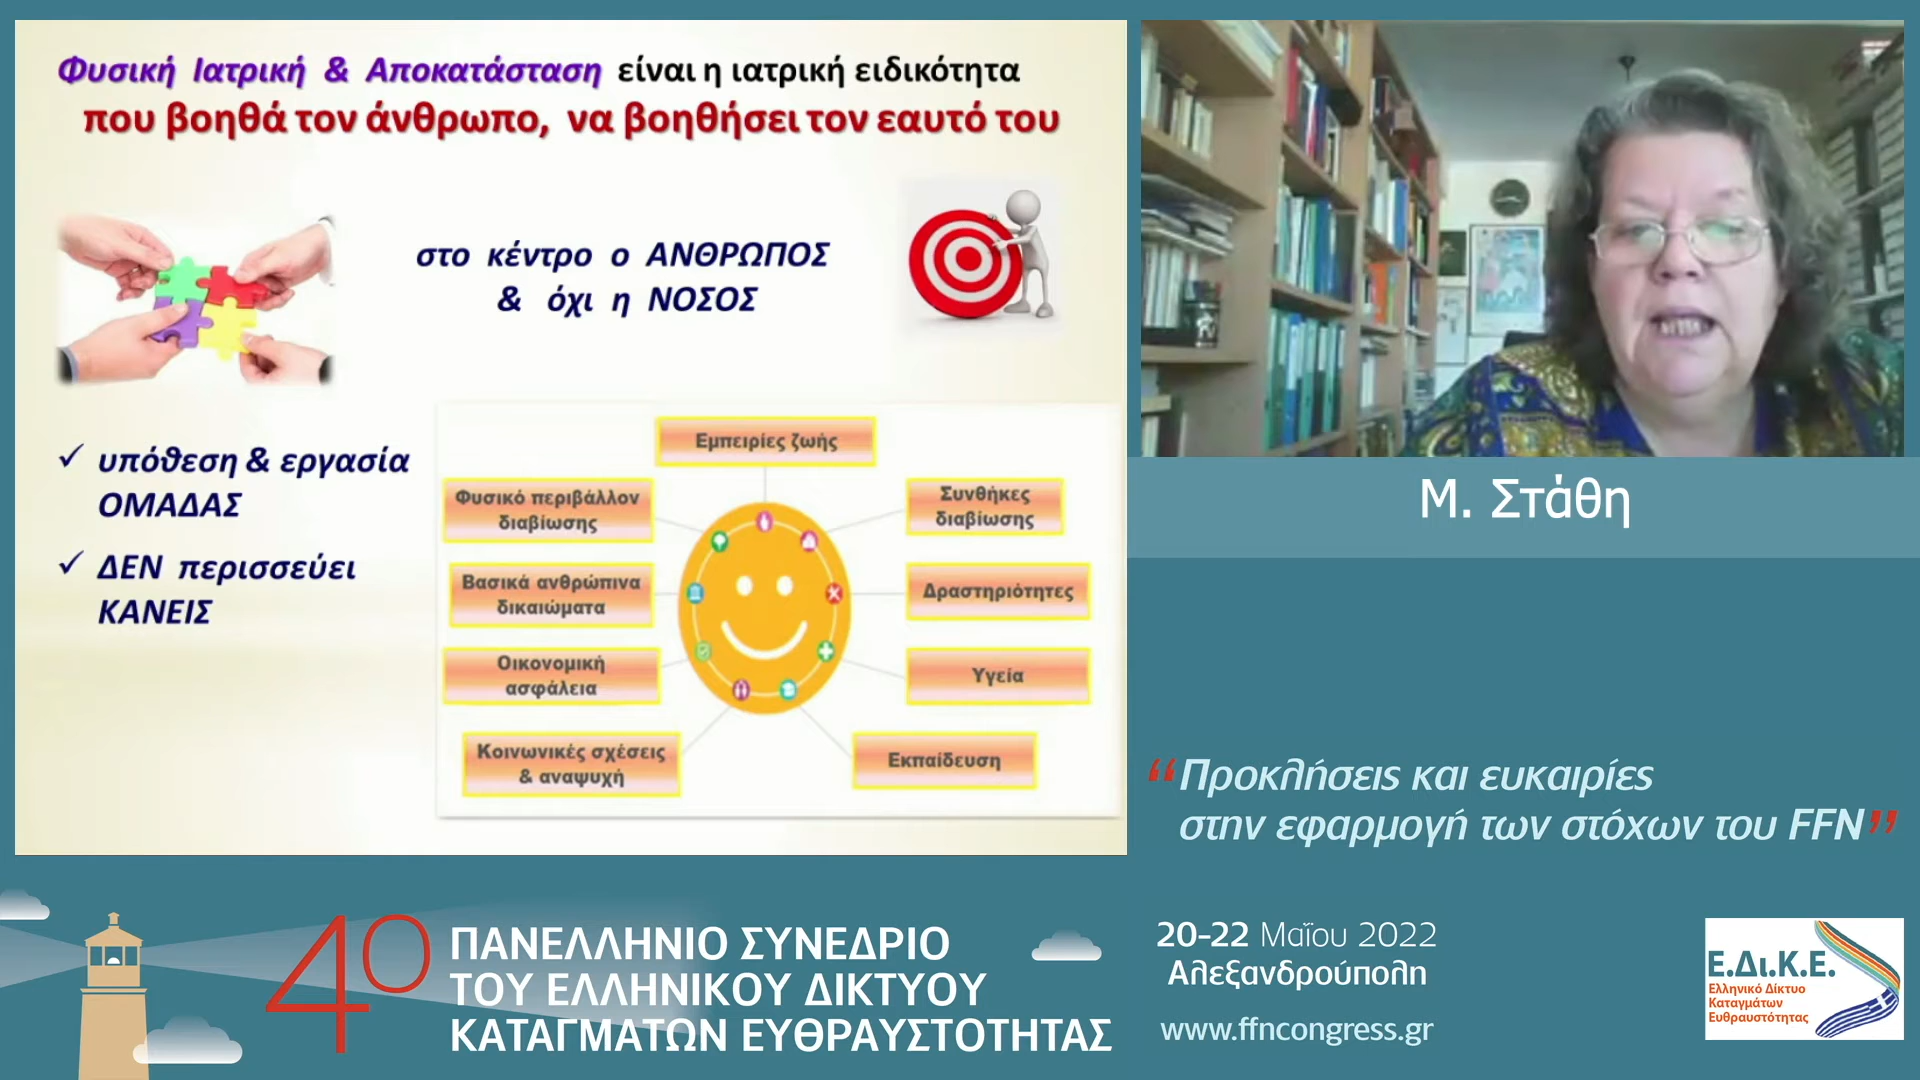 Φυσική Ιατρική & Αποκατάσταση είναι η ιατρική ειδικότητα
που βοηθά τον άνθρωπο, να βοηθήσει τον εαυτό του
στο κέντρο ο ΑΝΘΡΩΠΟΣ
& όχι η ΝΟΣΟΣ
✓ υπόθεση & εργασία
ΟΜΑΔΑΣ
✓ ΔΕΝ περισσεύει
ΚΑΝΕΙΣ
Εμπειρίες ζωής
Φυσικό περιβάλλον
διαβίωσης
Συνθήκες
διαβίωσης
Βασικά ανθρώπινα
δικαιώματα
Δραστηριότητες
Οικονομική
ασφάλεια
Υγεία
Κοινωνικές σχέσεις
& αναψυχή
Εκπαίδευση
Μ. Στάθη
“Προκλήσεις και ευκαιρίες
στην εφαρμογή των στόχων του FFN”
4ο
ΠΑΝΕΛΛΗΝΙΟ ΣΥΝΕΔΡΙΟ
ΤΟΥ ΕΛΛΗΝΙΚΟΥ ΔΙΚΤΥΟΥ
ΚΑΤΑΓΜΑΤΩΝ ΕΥΘΡΑΥΣΤΟΤΗΤΑΣ
20-22 Μαΐου 2022
Αλεξανδρούπολη
www.ffncongress.gr
Ε.Δι.Κ.Ε.
Ελληνικό Δίκτυο
Καταγμάτων
Ευθραυστότητας